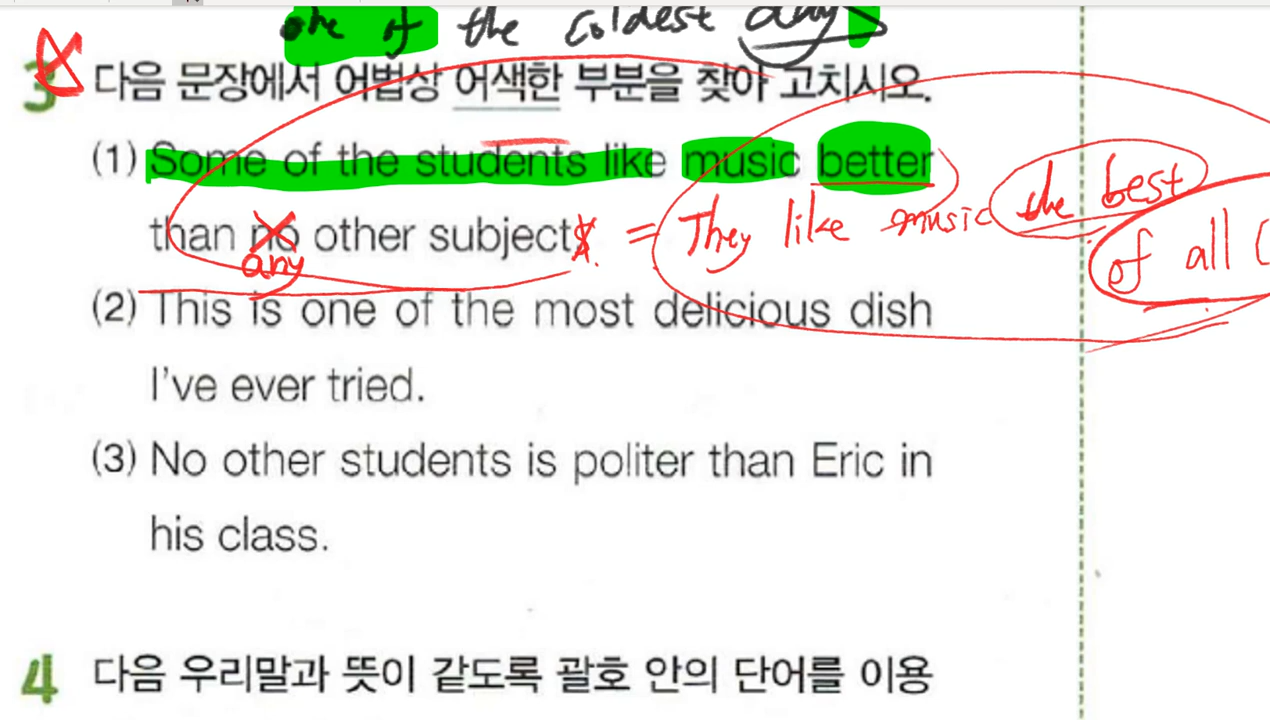 one of the coldest days
3 다음 문장에서 어법상 어색한 부분을 찾아 고치시오.
(1) Some of the students like music better
than no other subjects. = They like music the best
any
of all (
(2) This is one of the most delicious dish
I've ever tried.
(3) No other students is politer than Eric in
his class.
4 다음 우리말과 뜻이 같도록 괄호 안의 단어를 이용